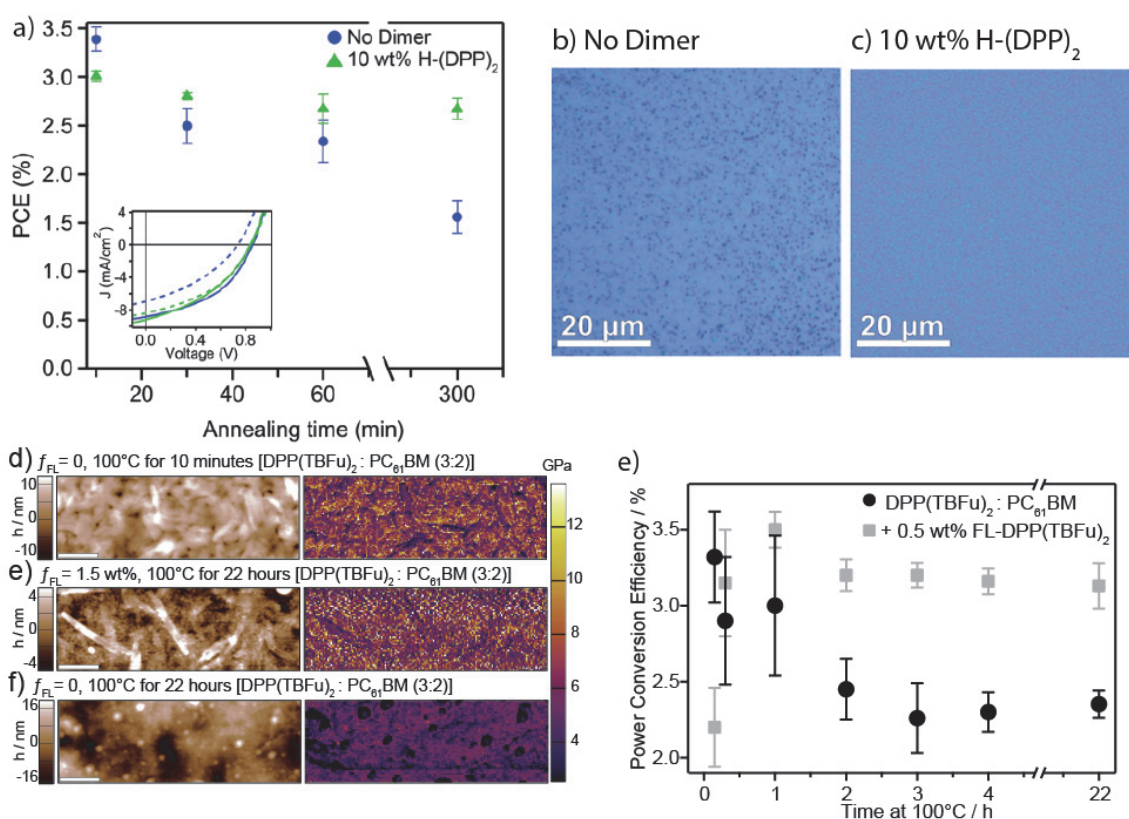 a)
3.5
3.0
2.5
2.0
1.5
1.0
0.5
0.0
PCE (%)
No Dimer
10 wt% H-(DPP)2
4
0
-4
-8
J (mA/cm2)
0.0 0.4 0.8
Voltage (V)
20 40 60 300
Annealing time (min)
b) No Dimer
20 µm
c) 10 wt% H-(DPP)2
20 µm
d) fFL= 0, 100°C for 10 minutes [DPP(TBFu)2 : PC61BM (3:2)]
GPa
h / nm
10
0
-10
e) fFL= 1.5 wt%, 100°C for 22 hours [DPP(TBFu)2 : PC61BM (3:2)]
h / nm
4
0
-4
f) fFL= 0, 100°C for 22 hours [DPP(TBFu)2 : PC61BM (3:2)]
h / nm
16
0
-16
12
10
8
6
4
e)
DPP(TBFu)2 : PC61BM
+ 0.5 wt% FL-DPP(TBFu)2
3.5
3.0
2.5
2.0
Power Conversion Efficiency / %
0 1 2 3 4 22
Time at 100°C / h